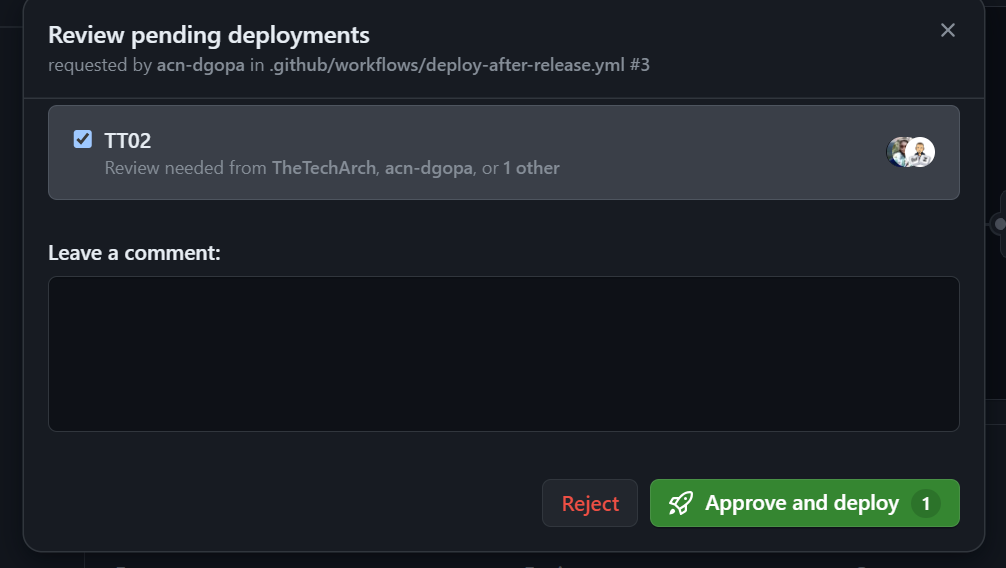 Review pending deployments
requested by acn-dgopa in .github/workflows/deploy-after-release.yml #3
TT02
Review needed from TheTechArch, acn-dgopa, or 1 other
Leave a comment:
Reject
Approve and deploy 1